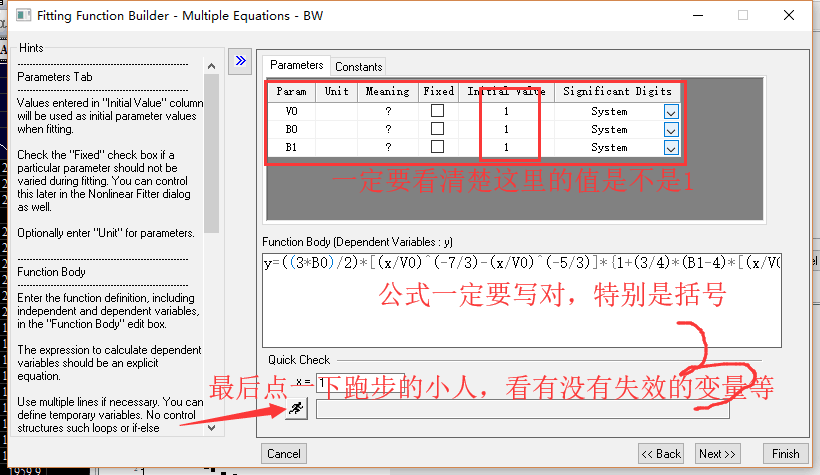 Fitting Function Builder - Multiple Equations - BW
Hints
Parameters Tab
Values entered in "Initial Value" column
will be used as initial parameter values
when fitting.
Check the "Fixed" check box if a
particular parameter should not be
varied during fitting. You can control
this later in the Nonlinear Fitter dialog
as well.
Optionally enter "Unit" for parameters.
Function Body
Enter the function definition, including
independent and dependent variables,
in the "Function Body" edit box.
The expression to calculate dependent
variables should be an explicit
equation.
Use multiple lines if necessary. You can
define temporary variables. No control
structures such loops or if-else
Parameters Constants
Param Unit Meaning Fixed Initial Value Significant Digits
V0 ? 1 System
B0 ? 1 System
B1 ? 1 System
一定要看清楚这里的值是不是1
Function Body (Dependent Variables : y)
y=((3*B0)/2)*[(x/V0)^(-7/3)-(x/V0)^(-5/3)]*{1+(3/4)*(B1-4)*[(x/V0
公式一定要写对，特别是括号
Quick Check
x = 1
最后点一下跑步的小人，看有没有失效的变量等
Cancel << Back Next >> Finish